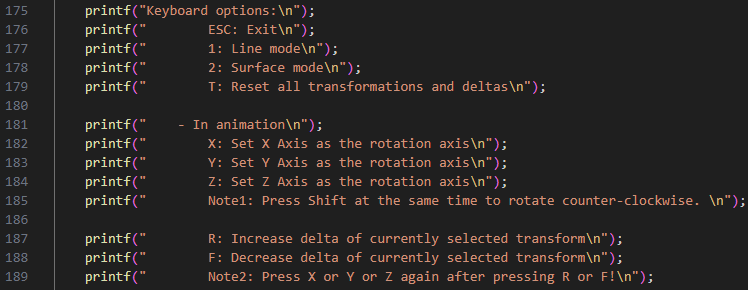 175 printf("Keyboard options:\n");
176 printf("        ESC: Exit\n");
177 printf("        1: Line mode\n");
178 printf("        2: Surface mode\n");
179 printf("        T: Reset all transformations and deltas\n");
180
181 printf("    - In animation\n");
182 printf("        X: Set X Axis as the rotation axis\n");
183 printf("        Y: Set Y Axis as the rotation axis\n");
184 printf("        Z: Set Z Axis as the rotation axis\n");
185 printf("        Note1: Press Shift at the same time to rotate counter-clockwise. \n");
186
187 printf("        R: Increase delta of currently selected transform\n");
188 printf("        F: Decrease delta of currently selected transform\n");
189 printf("        Note2: Press X or Y or Z again after pressing R or F!\n");